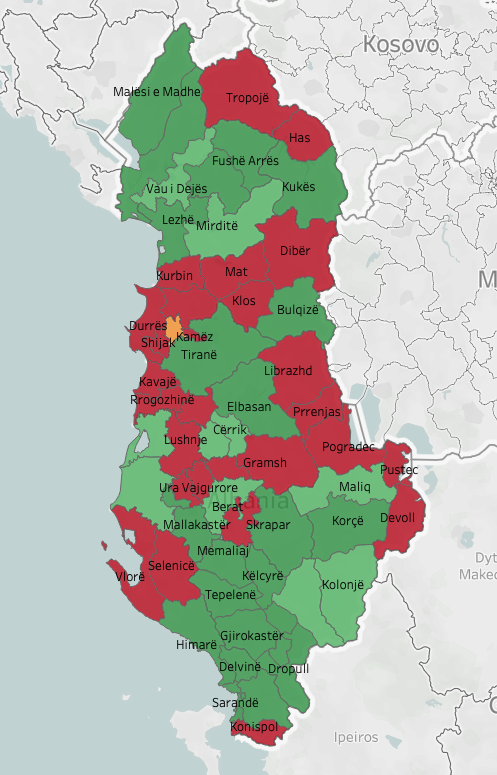 Kosovo
Malësi e Madhe
Tropojë
Has
Fushë Arrës
Vau i Dejës
Kukës
Lezhë
Mirditë
Dibër
Kurbin
Mat
Klos
Bulqizë
Durrës
Kamëz
Shijak
Tiranë
Librazhd
Kavajë
Rrogozhinë
Elbasan
Prrenjas
Cërrik
Lushnje
Pogradec
Gramsh
Pustec
Ura Vajgurore
Maliq
Berat
Mallakastër
Skrapar
Korçë
Devoll
Memaliaj
Selenicë
Vlorë
Këlcyrë
Kolonjë
Tepelenë
Gjirokastër
Himarë
Delvinë
Dropull
Sarandë
Konispol
Ipeiros